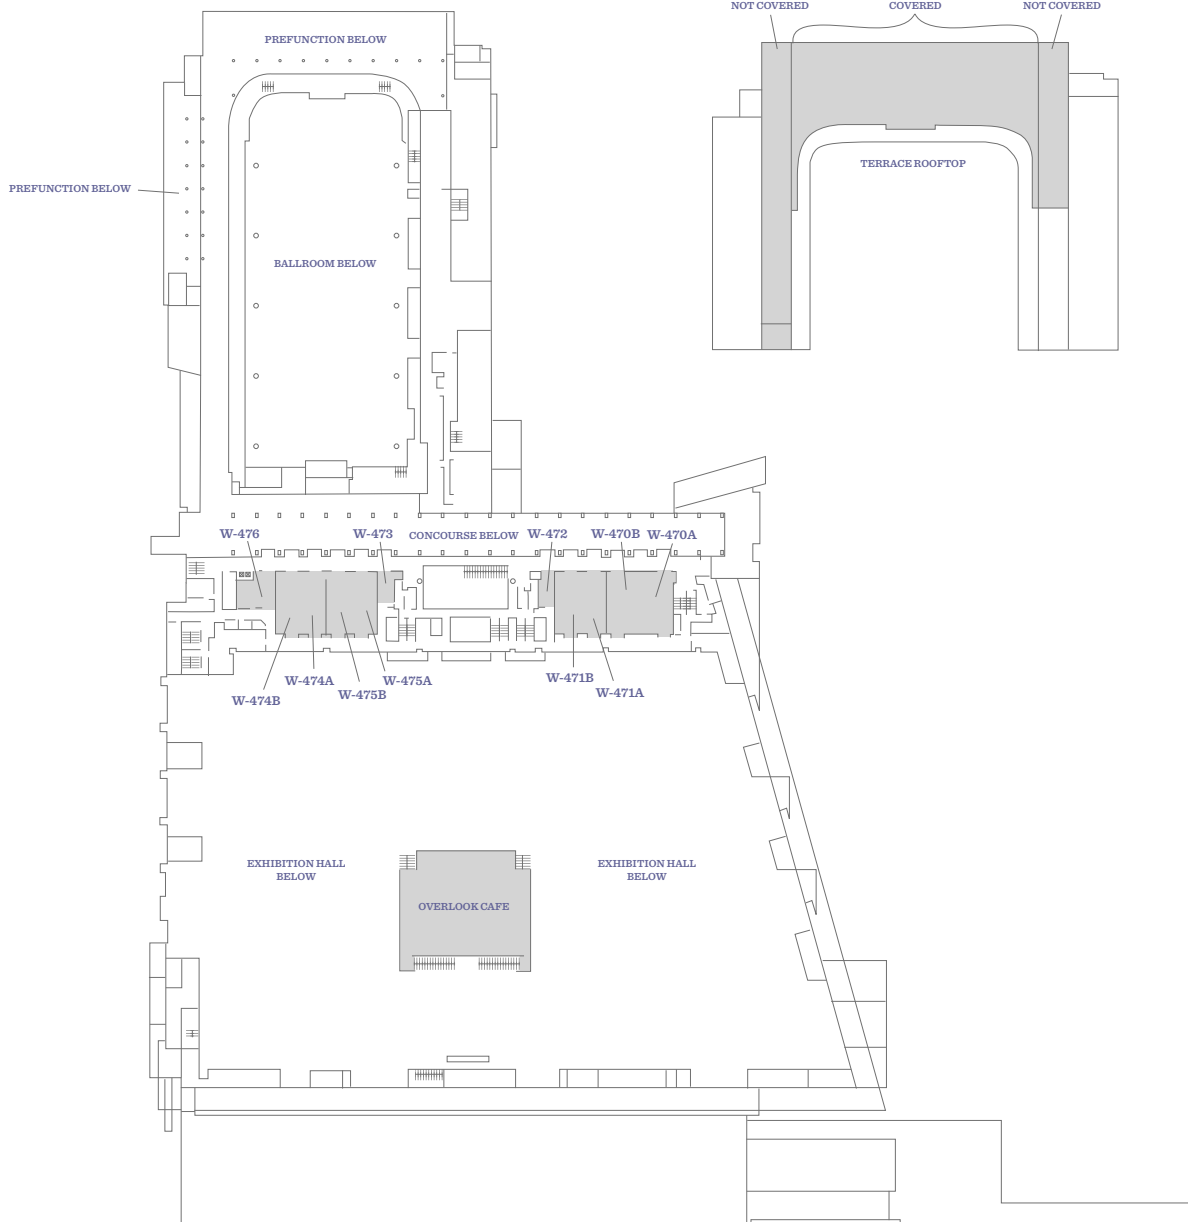 NOT COVERED
COVERED
NOT COVERED
PREFUNCTION BELOW
TERRACE ROOFTOP
PREFUNCTION BELOW
BALLROOM BELOW
W-476
W-473
CONCOURSE BELOW
W-472
W-470B
W-470A
W-474B
W-474A
W-475B
W-475A
W-471B
W-471A
EXHIBITION HALL
BELOW
EXHIBITION HALL
BELOW
OVERLOOK CAFE